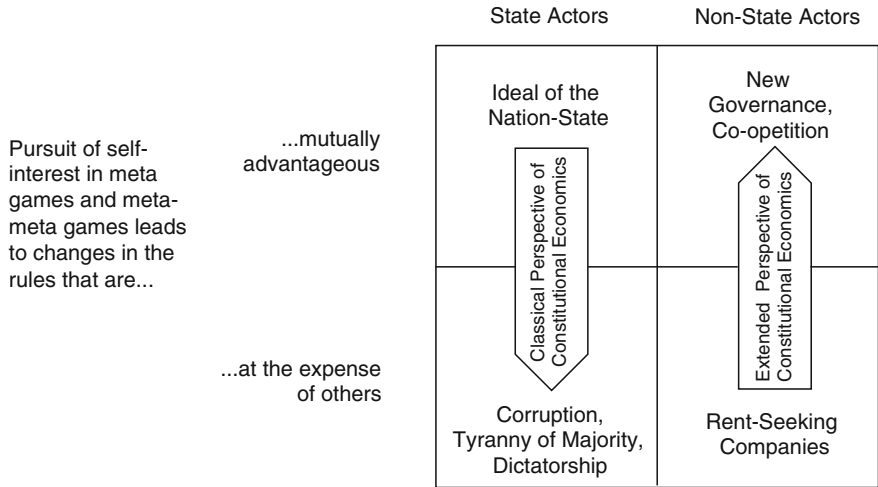 State Actors
Non-State Actors
Pursuit of self-
interest in meta
games and meta-
meta games leads
to changes in the
rules that are...
...mutually
advantageous
Ideal of the
Nation-State
New
Governance,
Co-opetition
Classical Perspective of
Constitutional Economics
Extended Perspective of
Constitutional Economics
...at the expense
of others
Corruption,
Tyranny of Majority,
Dictatorship
Rent-Seeking
Companies